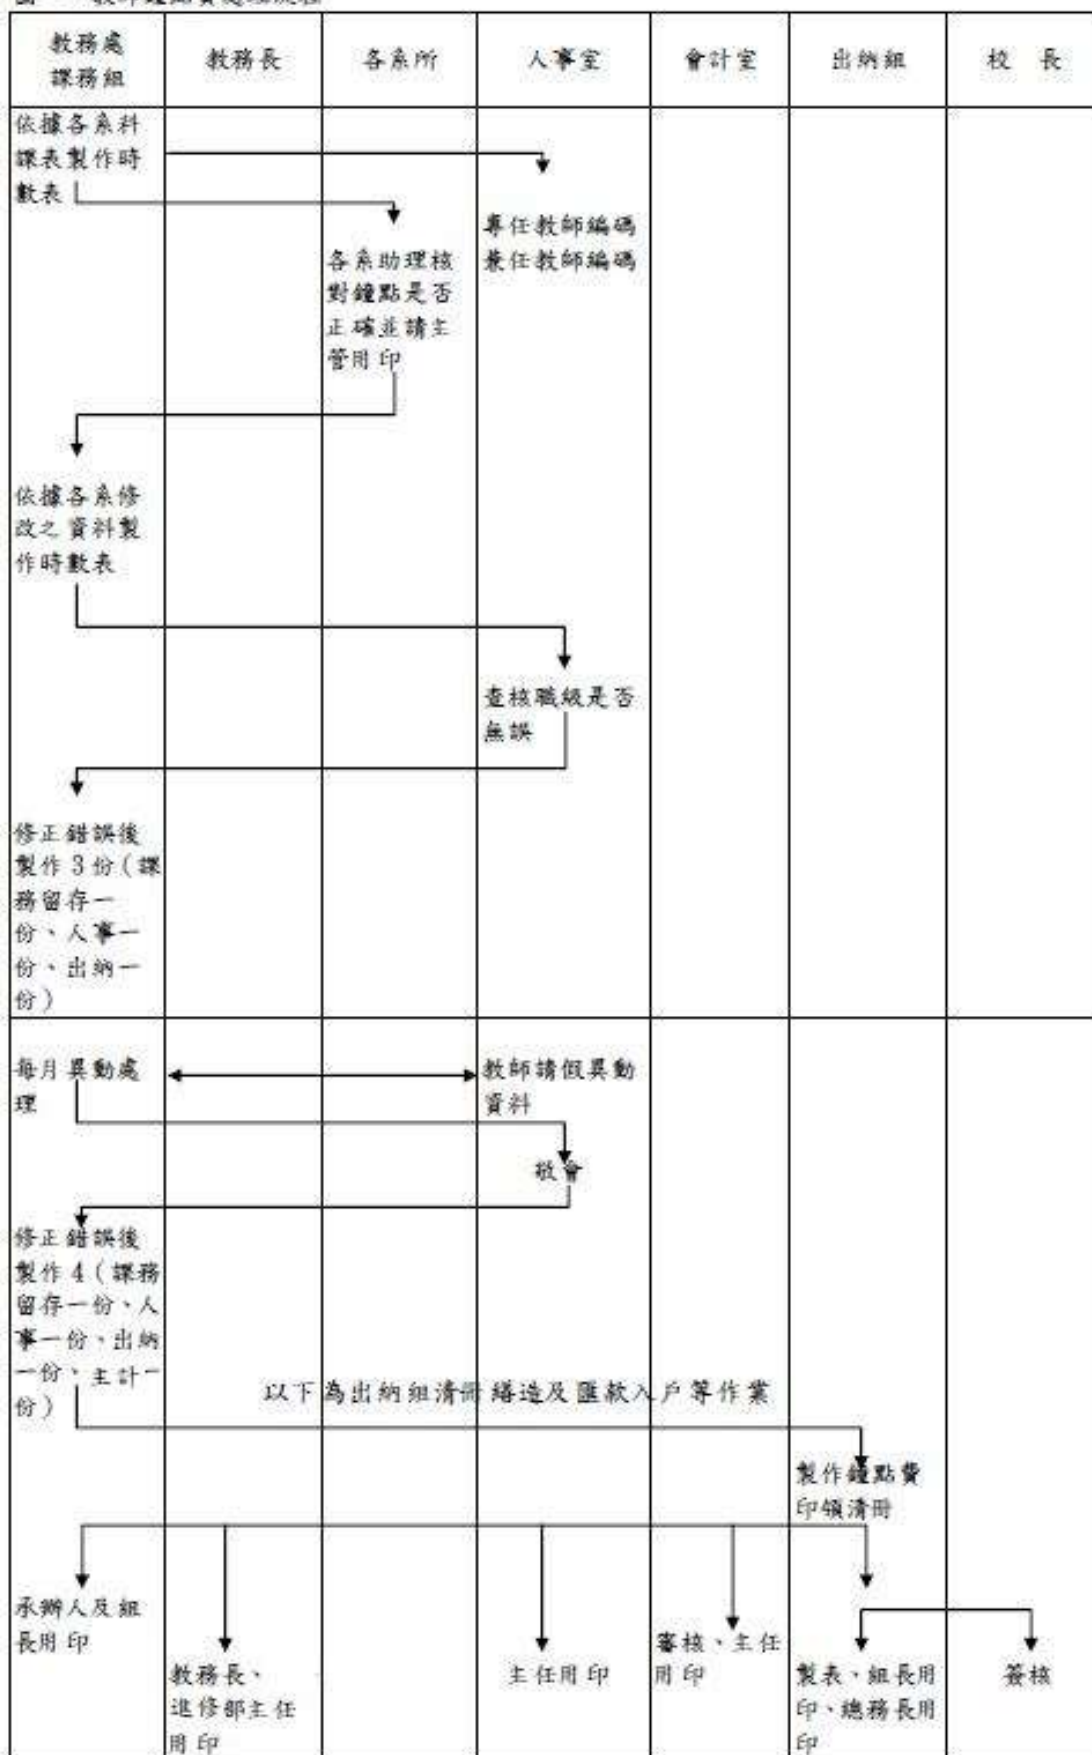 教務處
課務組
教務長
各系所
人事室
會計室
出納組
校 長
依據各系科
課表製作時
數表
專任教師編碼
兼任教師編碼
各系助理核
對鐘點是否
正確並請主
管用印
依據各系修
改之資料製
作時數表
查核職級是否
無誤
修正錯誤後
製作3份(課
務留存一
份、人事一
份、出納一
份)
每月異動處
理
教師請假異動
資料
敬會
修正錯誤後
製作4(課務
留存一份、人
事一份、出納
一份、主計一
份)
以下為出納組清冊繕造及匯款入戶等作業
製作鐘點費
印領清冊
承辦人及組
長用印
教務長、
進修部主任
用印
主任用印
審核、主任
用印
製表、組長用
印、總務長用
印
簽核